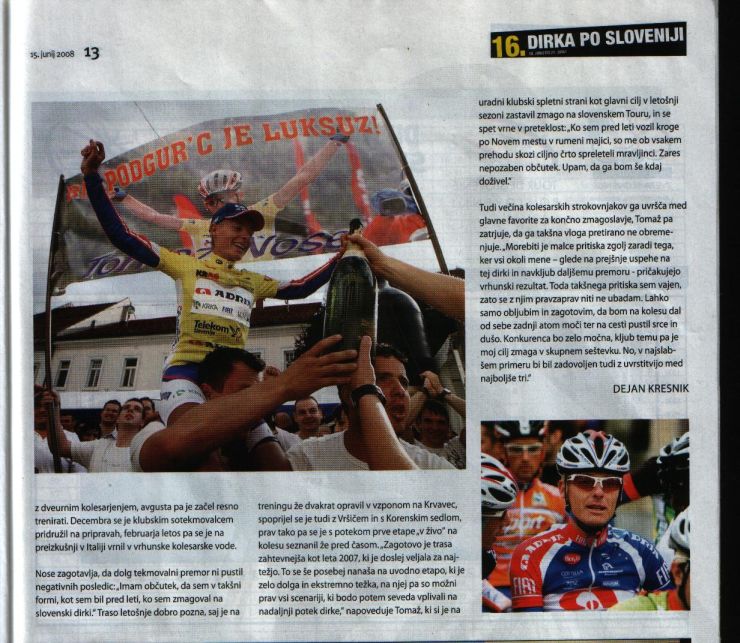 15. junij 2008 13
16. DIRKA PO SLOVENIJI
PODGUR'C JE LUKSUZ!
Nose
ADRIA
KRKA FIAT
Telekom
Slovenije
z dveurnim kolesarjenjem, avgusta pa je začel resno
trenirati. Decembra se je klubskim sotekmovalcem
pridružil na pripravah, februarja letos pa se je na
preizkušnji v Italiji vrnil v vrhunske kolesarske vode.
Nose zagotavlja, da dolg tekmovalni premor ni pustil
negativnih posledic: „Imam občutek, da sem v takšni
formi, kot sem bil pred leti, ko sem zmagoval na
slovenski dirki.“ Traso letošnje dobro pozna, saj je na
treningu že dvakrat opravil z vzponom na Krvavec,
spoprijel se je tudi z Vršičem in s Korenskim sedlom,
prav tako pa se je s potekom prve etape „v živo“ na
kolesu seznanil že pred časom. „Zagotovo je trasa
zahtevnejša kot leta 2007, ki je doslej veljala za naj-
težjo. To se še posebej nanaša na uvodno etapo, ki je
zelo dolga in ekstremno težka, na njej pa so možni
prav vsi scenariji, ki bodo potem seveda vplivali na
nadaljnji potek dirke,“ napoveduje Tomaž, ki si je na
uradni klubski spletni strani kot glavni cilj v letošnji
sezoni zastavil zmago na slovenskem Touru, in se
spet vrne v preteklost: „Ko sem pred leti vozil kroge
po Novem mestu v rumeni majici, so me ob vsakem
prehodu skozi ciljno črto spreleteli mravljinci. Zares
nepozaben občutek. Upam, da ga bom še kdaj
doživel.“
Tudi večina kolesarskih strokovnjakov ga uvršča med
glavne favorite za končno zmagoslavje, Tomaž pa
zatrjuje, da ga takšna vloga pretirano ne obreme-
njuje. „Morebiti je malce pritiska zgolj zaradi tega,
ker vsi okoli mene – glede na prejšnje uspehe na
tej dirki in navkljub daljšemu premoru - pričakujejo
vrhunski rezultat. Toda takšnega pritiska sem vajen,
zato se z njim pravzaprav niti ne ubadam. Lahko
samo obljubim in zagotovim, da bom na kolesu dal
od sebe zadnji atom moči ter na cesti pustil srce in
dušo. Konkurenca bo zelo močna, kljub temu pa je
moj cilj zmaga v skupnem seštevku. No, v najslab-
šem primeru bi bil zadovoljen tudi z uvrstitvijo med
najboljše tri.“
DEJAN KRESNIK
FIAT